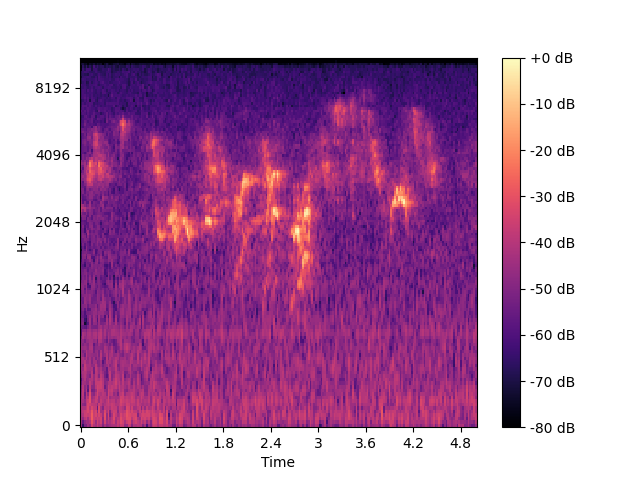 +0 dB
8192
-10 dB
4096
-20 dB
-30 dB
2048
Hz
-40 dB
1024
-50 dB
-60 dB
512
-70 dB
0
-80 dB
0 0.6 1.2 1.8 2.4 3 3.6 4.2 4.8
Time